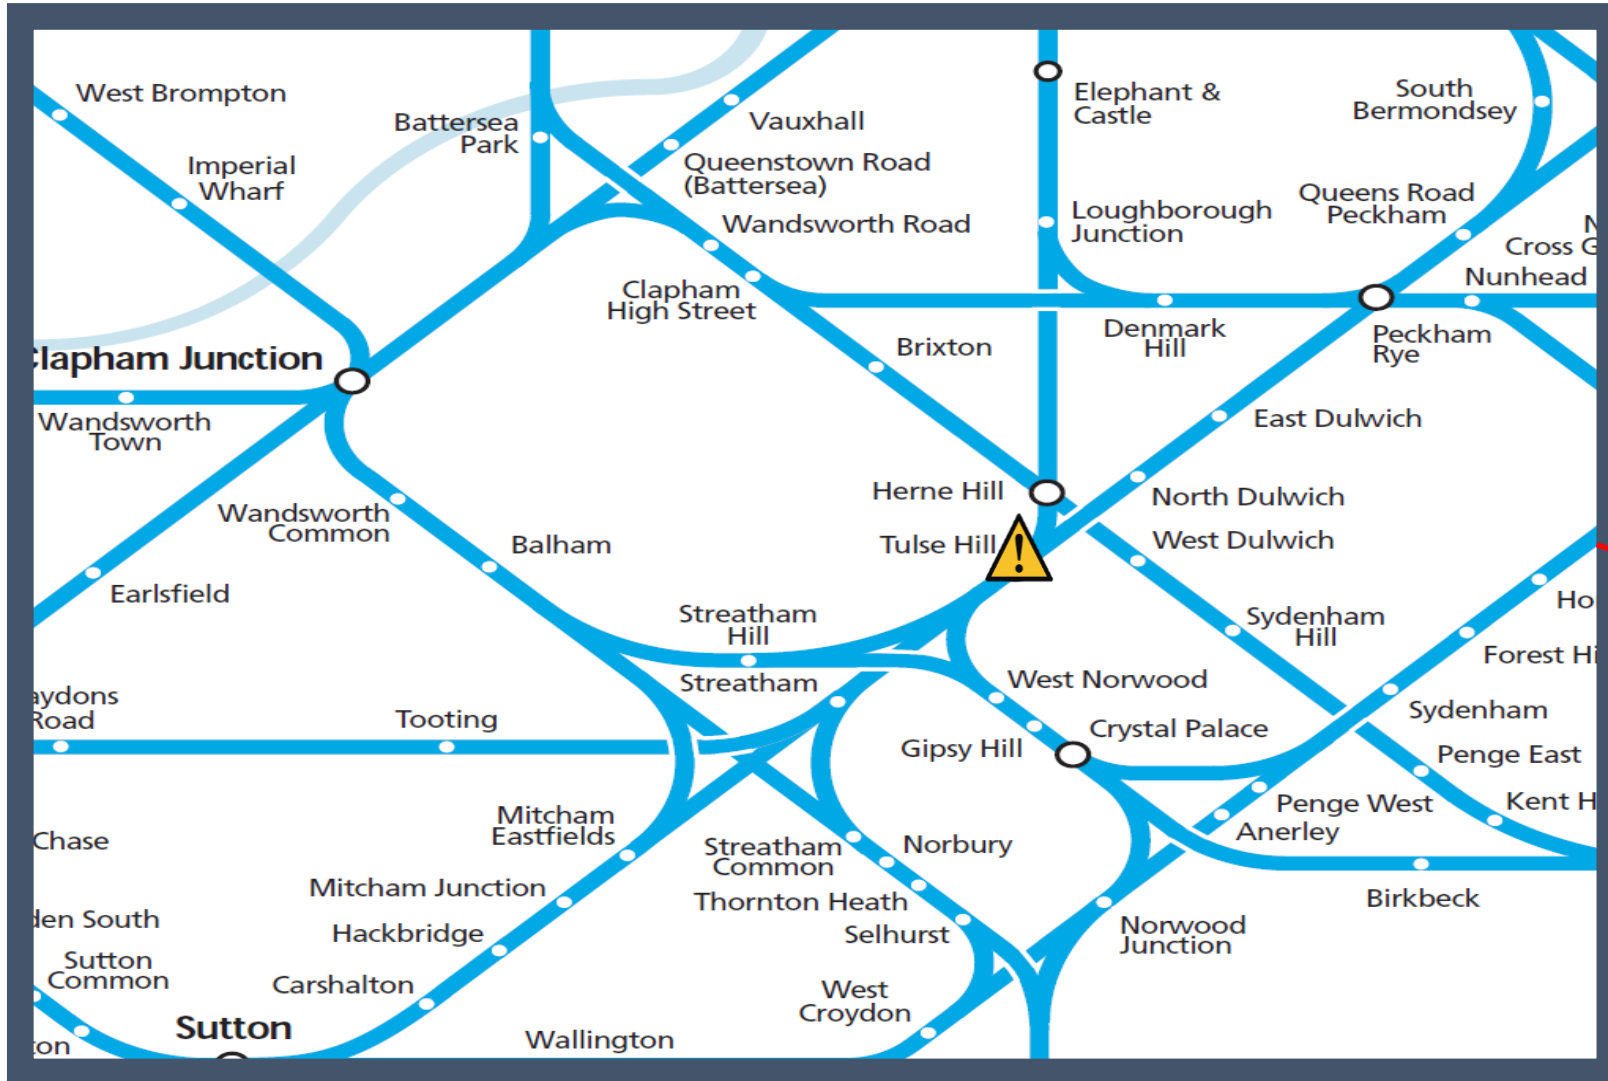 West Brompton
Imperial
Wharf
Battersea
Park
Vauxhall
Queenstown Road
(Battersea)
Wandsworth Road
Elephant &
Castle
South
Bermondsey
Loughborough
Junction
Queens Road
Peckham
Cross G
Nunhead
Clapham
High Street
Brixton
Denmark
Hill
Peckham
Rye
Clapham Junction
Wandsworth
Town
East Dulwich
Herne Hill
North Dulwich
Wandsworth
Common
Balham
Tulse Hill
!
West Dulwich
Earlsfield
Streatham
Hill
Sydenham
Hill
Ho
Forest Hi
Streatham
West Norwood
aydons
Road
Tooting
Gipsy Hill
Crystal Palace
Sydenham
Penge East
Mitcham
Eastfields
Penge West
Kent H
Anerley
Chase
Streatham
Common
Norbury
Mitcham Junction
Thornton Heath
Birkbeck
den South
Hackbridge
Selhurst
Norwood
Junction
Sutton
Common
Carshalton
West
Croydon
Sutton
Wallington
ton